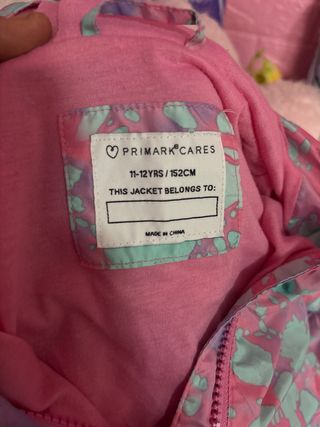 PRIMARK® CARES
11-12YRS / 152CM
THIS JACKET BELONGS TO:
MADE IN CHINA